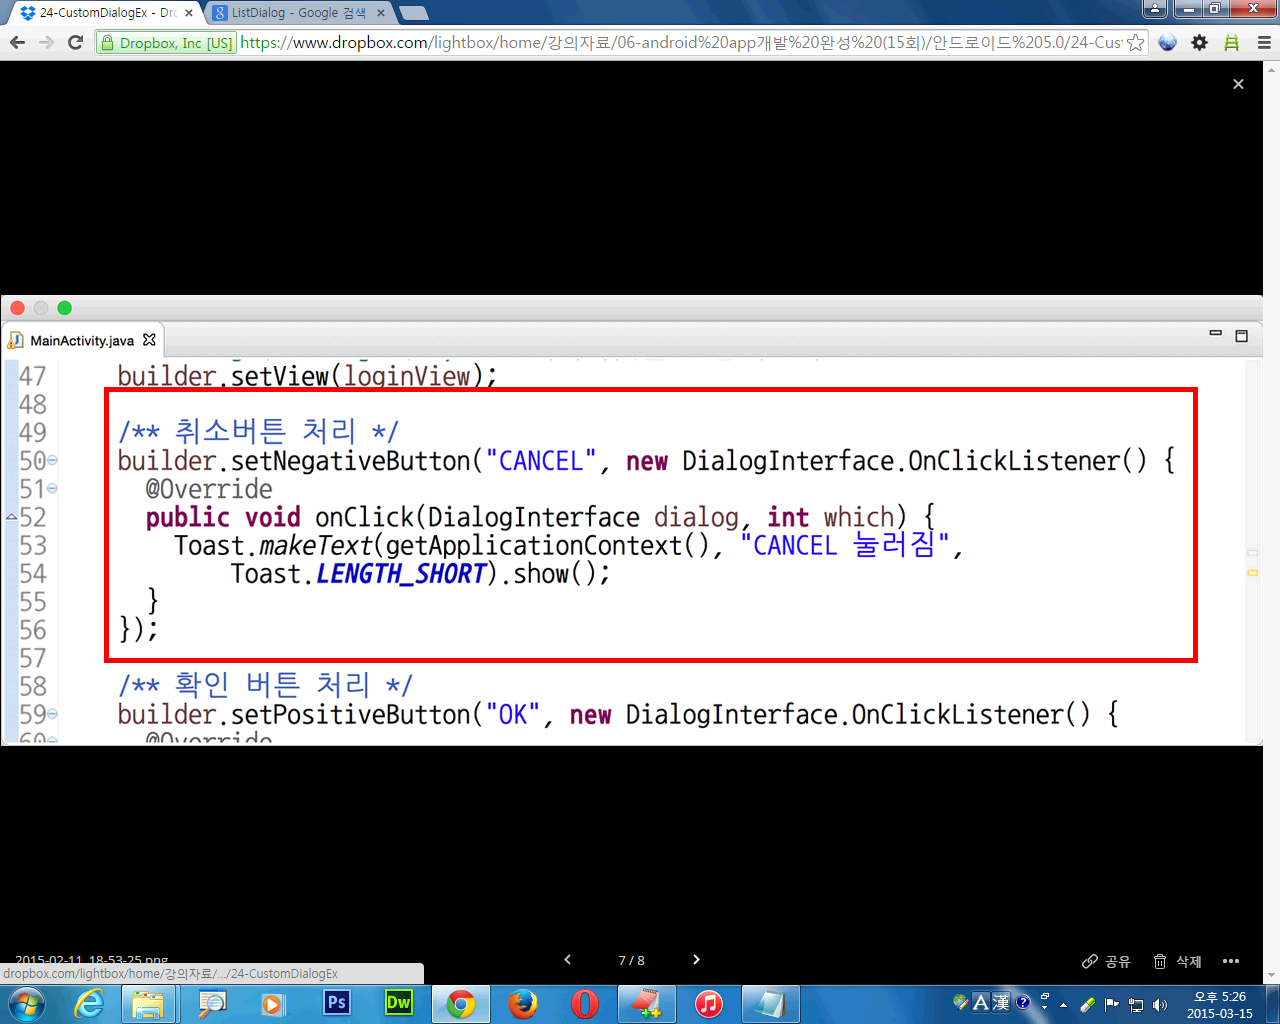 24-CustomDialogEx - Dro
ListDialog - Google 검색
Dropbox, Inc [US] https://www.dropbox.com/lightbox/home/강의자료/06-android%20app개발%20완성%20(15회)/안드로이드%205.0/24-Cust
MainActivity.java
47 builder.setView(loginView);
48
49 /** 취소버튼 처리 */
50 builder.setNegativeButton("CANCEL", new DialogInterface.OnClickListener() {
51 @Override
52 public void onClick(DialogInterface dialog, int which) {
53 Toast.makeText(getApplicationContext(), "CANCEL 눌러짐",
54 Toast.LENGTH_SHORT).show();
55 }
56 });
57
58 /** 확인 버튼 처리 */
59 builder.setPositiveButton("OK", new DialogInterface.OnClickListener() {
60 @Override
2015-02-11 18-53-25.png
7 / 8
공유
삭제
dropbox.com/lightbox/home/강의자료/.../24-CustomDialogEx
Ps
Dw
A 漢
오후 5:26
2015-03-15